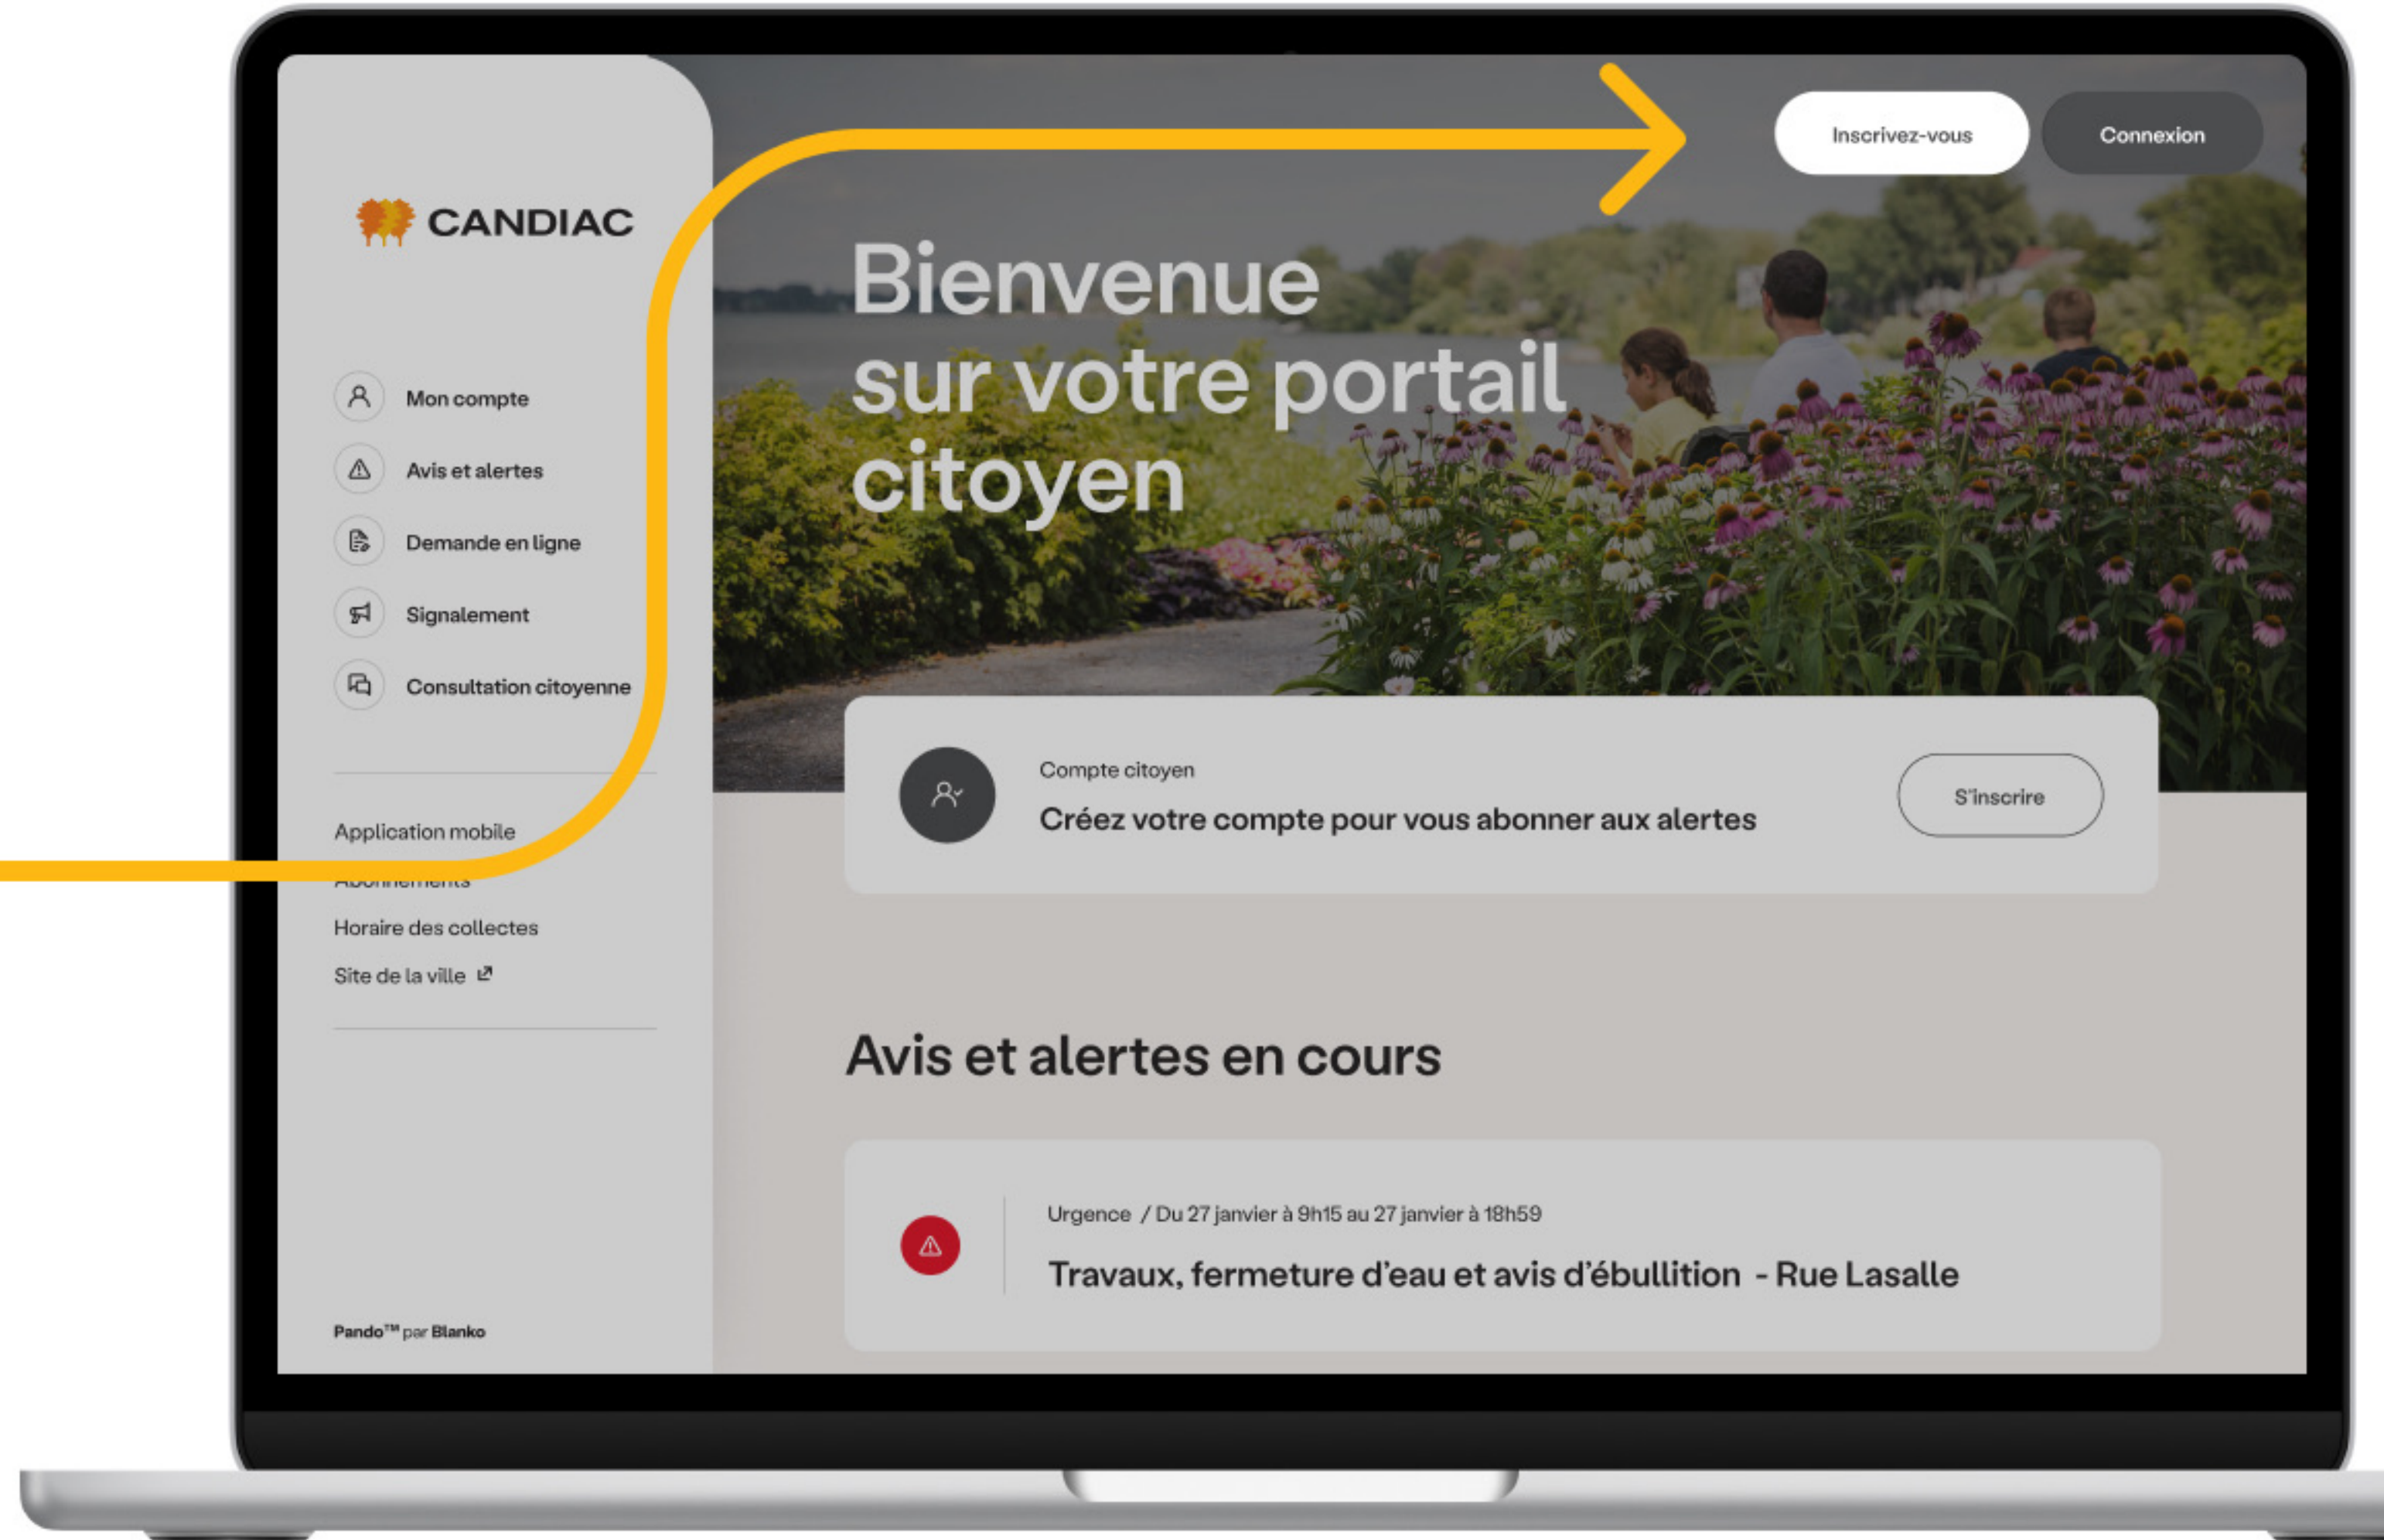 CANDIAC
Mon compte
Avis et alertes
Demande en ligne
Signalement
Consultation citoyenne
Application mobile
Abonnements
Horaire des collectes
Site de la ville
Pando™ par Blanko
Inscrivez-vous
Connexion
Bienvenue
sur votre portail
citoyen
Compte citoyen
Créez votre compte pour vous abonner aux alertes
S'inscrire
Avis et alertes en cours
Urgence / Du 27 janvier à 9h15 au 27 janvier à 18h59
Travaux, fermeture d’eau et avis d’ébullition - Rue Lasalle